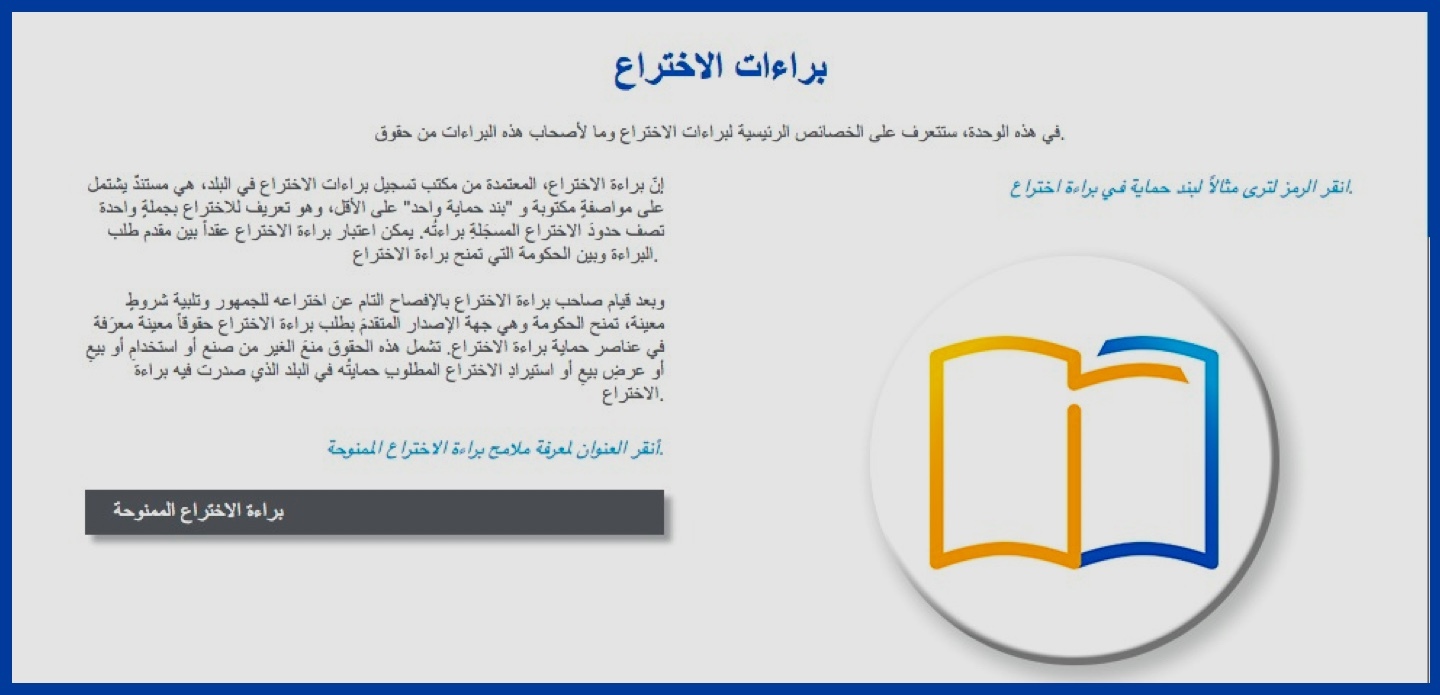 براءات الاختراع
في هذه الوحدة، ستتعرف على الخصائص الرئيسية لبراءات الاختراع وما لأصحاب هذه البراءات من حقوق.
انقر الرمز لترى مثالاً لبند حماية في براءة اختراع.
إنّ براءة الاختراع، المعتمدة من مكتب تسجيل براءات الاختراع في البلد، هي مستندٌ يشتمل
على مواصفةٍ مكتوبة و "بند حماية واحد" على الأقل، وهو تعريف للاختراع بجملةٍ واحدة
تصف حدودَ الاختراع المسجّلةِ براءتُه. يمكن اعتبار براءة الاختراع عقداً بين مقدم طلب
البراءة وبين الحكومة التي تمنح براءة الاختراع.
وبعد قيام صاحب براءة الاختراع بالإفصاح التام عن اختراعه للجمهور وتلبية شروطٍ
معينة، تمنح الحكومة وهي جهة الإصدار المتقدمَ بطلب براءة الاختراع حقوقاً معينة معرّفة
في عناصر حماية براءة الاختراع. تشمل هذه الحقوق منعَ الغير من صنع أو استخدامِ أو بيعِ
أو عرضِ بيعِ أو استيرادِ الاختراع المطلوبِ حمايتُه في البلد الذي صدرت فيه براءة
الاختراع.
أنقر العنوان لمعرفة ملامح براءة الاختراع الممنوحة.
براءة الاختراع الممنوحة